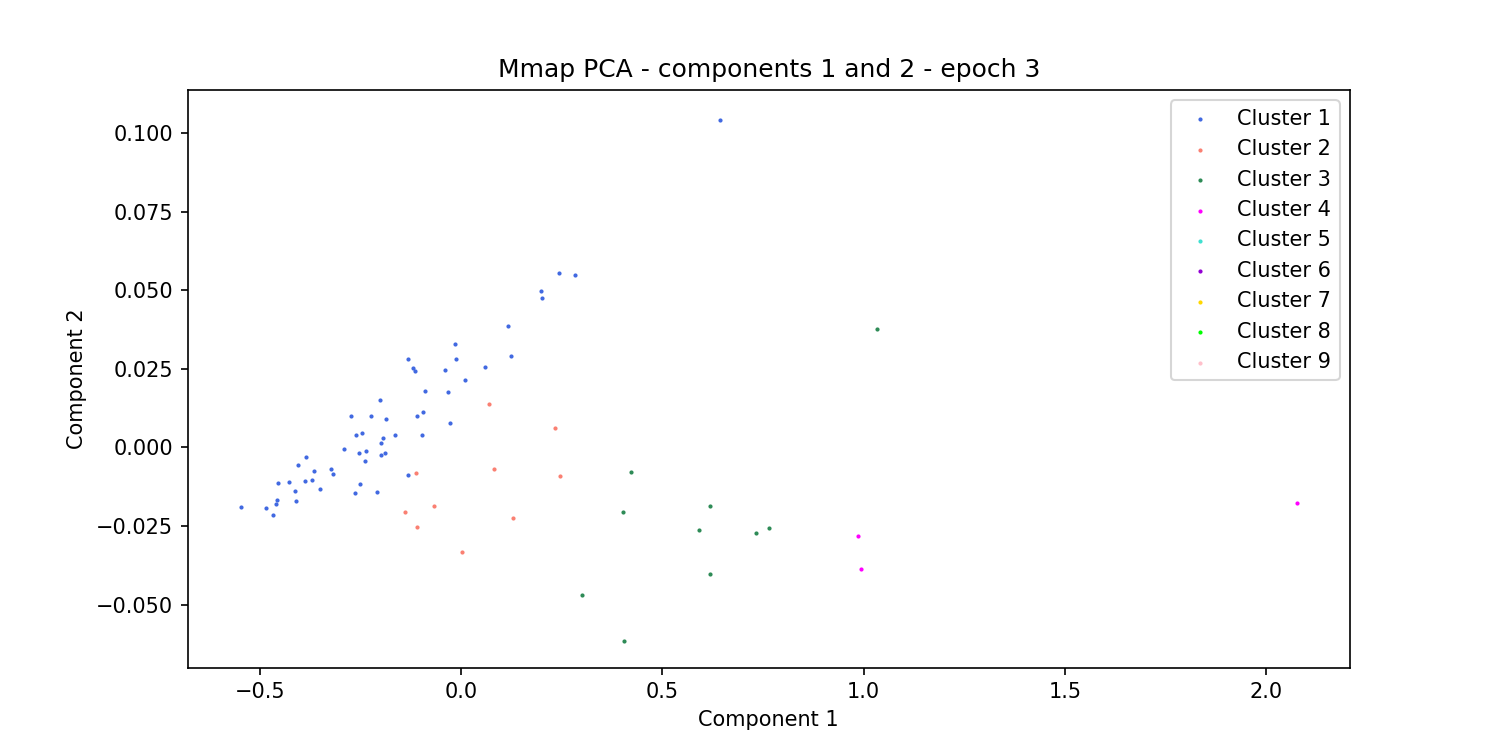 Mmap PCA - components 1 and 2 - epoch 3
Cluster 1
Cluster 2
Cluster 3
Cluster 4
Cluster 5
Cluster 6
Cluster 7
Cluster 8
Cluster 9
0.100
0.075
0.050
0.025
0.000
−0.025
−0.050
Component 2
−0.5
0.0
0.5
1.0
1.5
2.0
Component 1